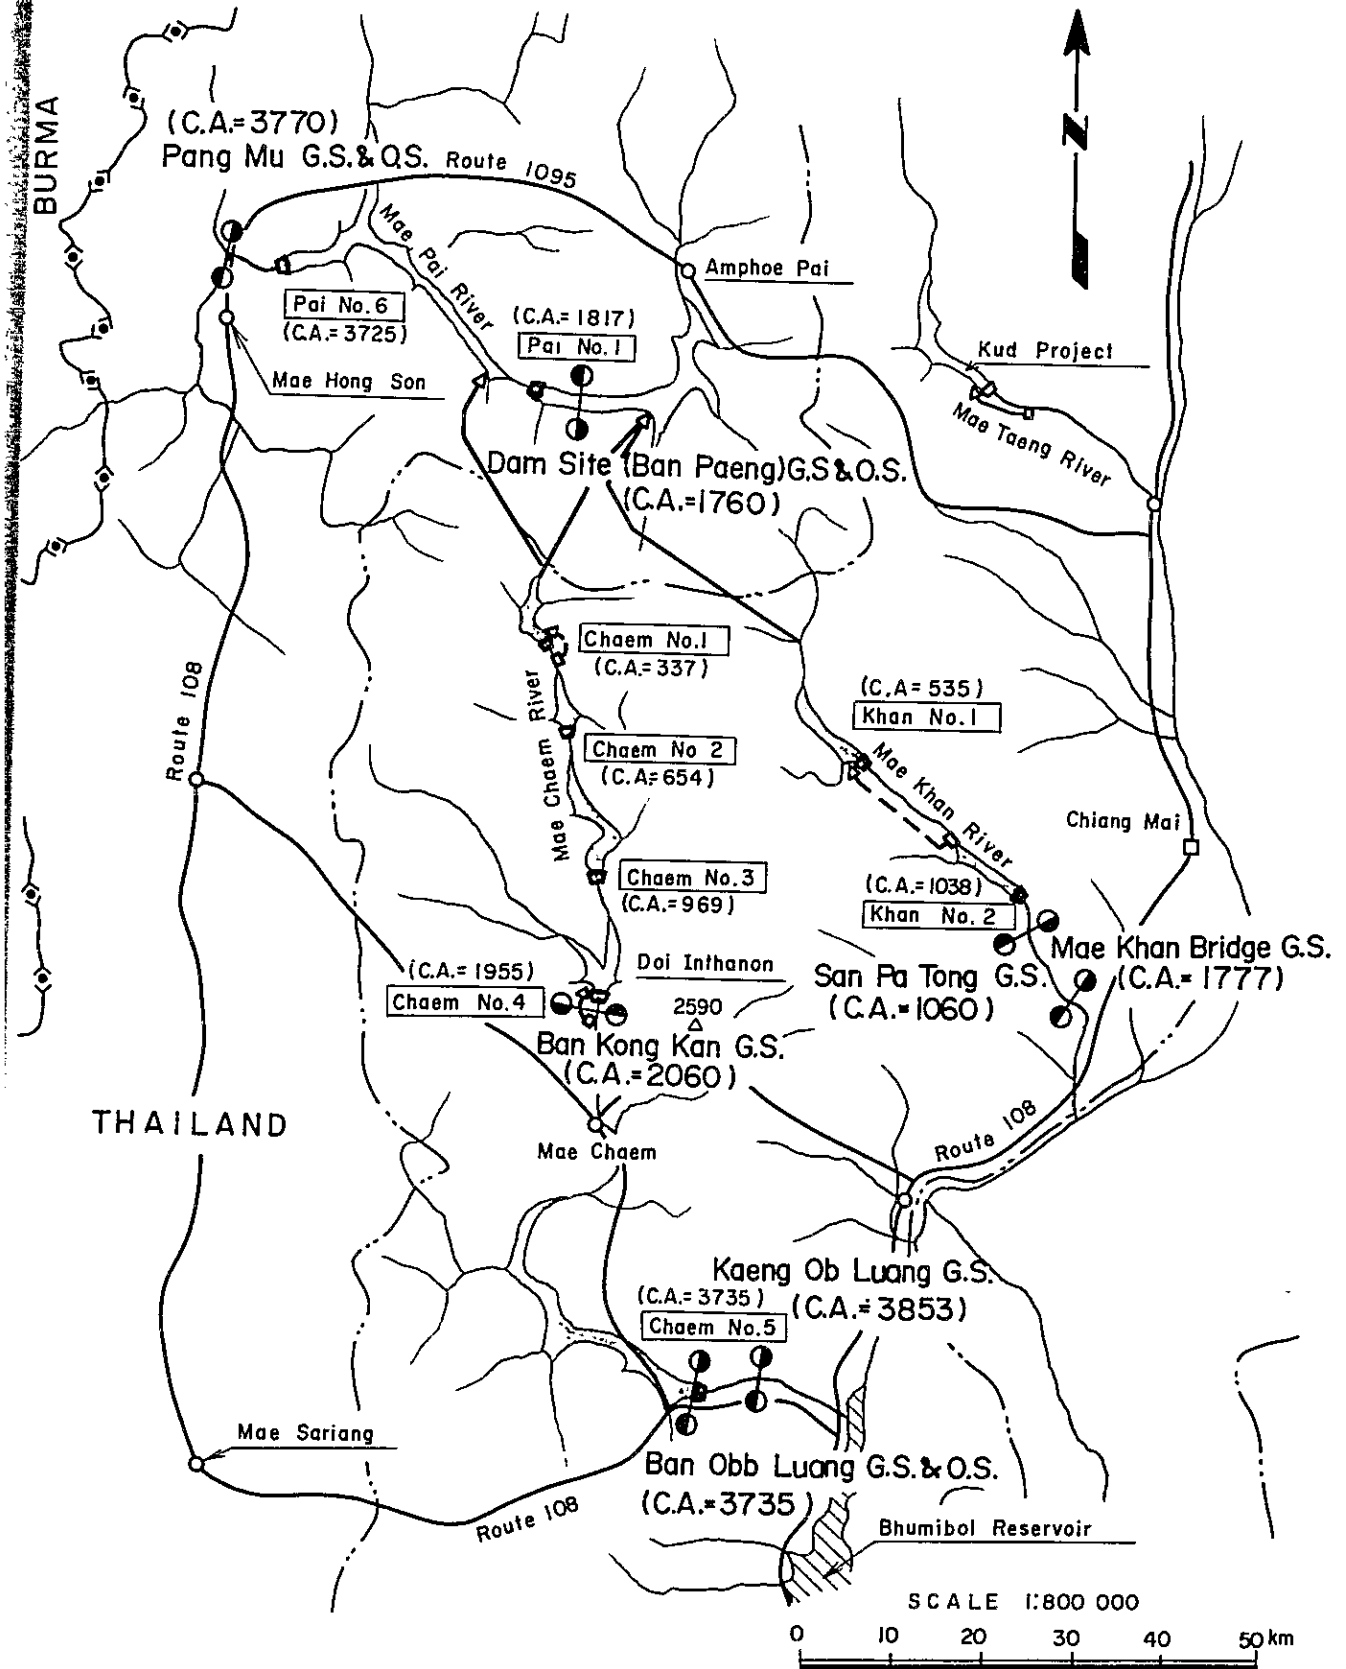 BURMA
(C.A.=3770)
Pang Mu G.S.&O.S.
Route 1095
N
Mae Pai River
Amphoe Pai
Pai No.6
(C.A.=3725)
(C.A.=1817)
Pai No.1
Kud Project
Mae Hong Son
Mae Taeng River
Dam Site (Ban Paeng)G.S&O.S.
(C.A.=1760)
Chaem No.1
(C.A.=337)
Route 108
Mae Chaem River
(C.A=535)
Khan No.1
Chaem No 2
(C.A=654)
Mae Khan River
Chiang Mai
Chaem No.3
(C.A.=969)
(C.A.=1038)
Khan No.2
Mae Khan Bridge G.S.
(C.A.=1777)
(C.A.=1955)
Chaem No.4
Doi Inthanon
2590
San Pa Tong G.S.
(C.A.=1060)
Ban Kong Kan G.S.
(C.A.=2060)
THAILAND
Mae Chaem
Route 108
Kaeng Ob Luang G.S.
(C.A.=3853)
(C.A.=3735)
Chaem No.5
Mae Sariang
Ban Obb Luang G.S.&O.S.
(C.A.=3735)
Route 108
Bhumibol Reservoir
SCALE 1:800 000
0 10 20 30 40 50km